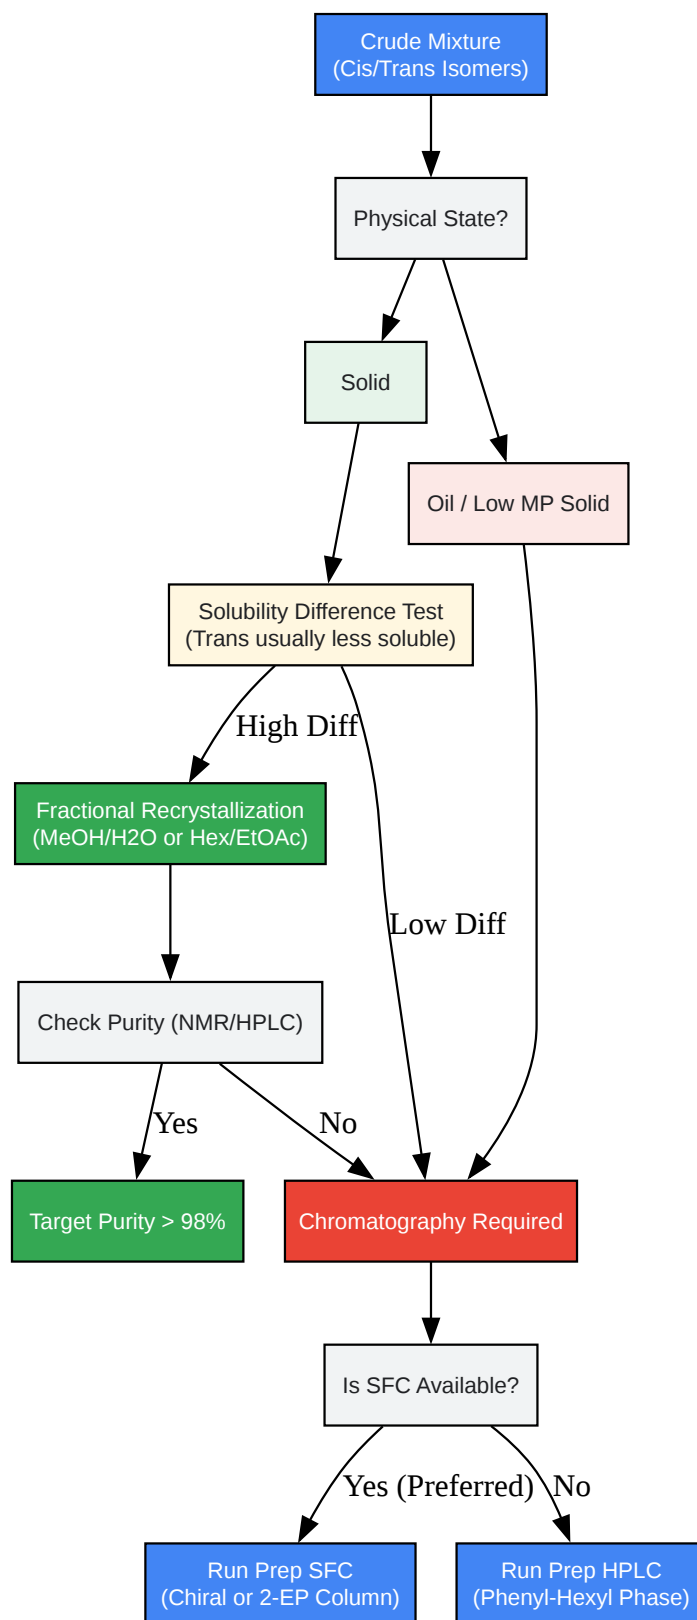 Crude Mixture
(Cis/Trans Isomers)
Physical State?
Solid
Oil / Low MP Solid
Solubility Difference Test
(Trans usually less soluble)
High Diff
Fractional Recrystallization
(MeOH/H2O or Hex/EtOAc)
Low Diff
Check Purity (NMR/HPLC)
Yes
No
Target Purity > 98%
Chromatography Required
Is SFC Available?
Yes (Preferred)
No
Run Prep SFC
(Chiral or 2-EP Column)
Run Prep HPLC
(Phenyl-Hexyl Phase)